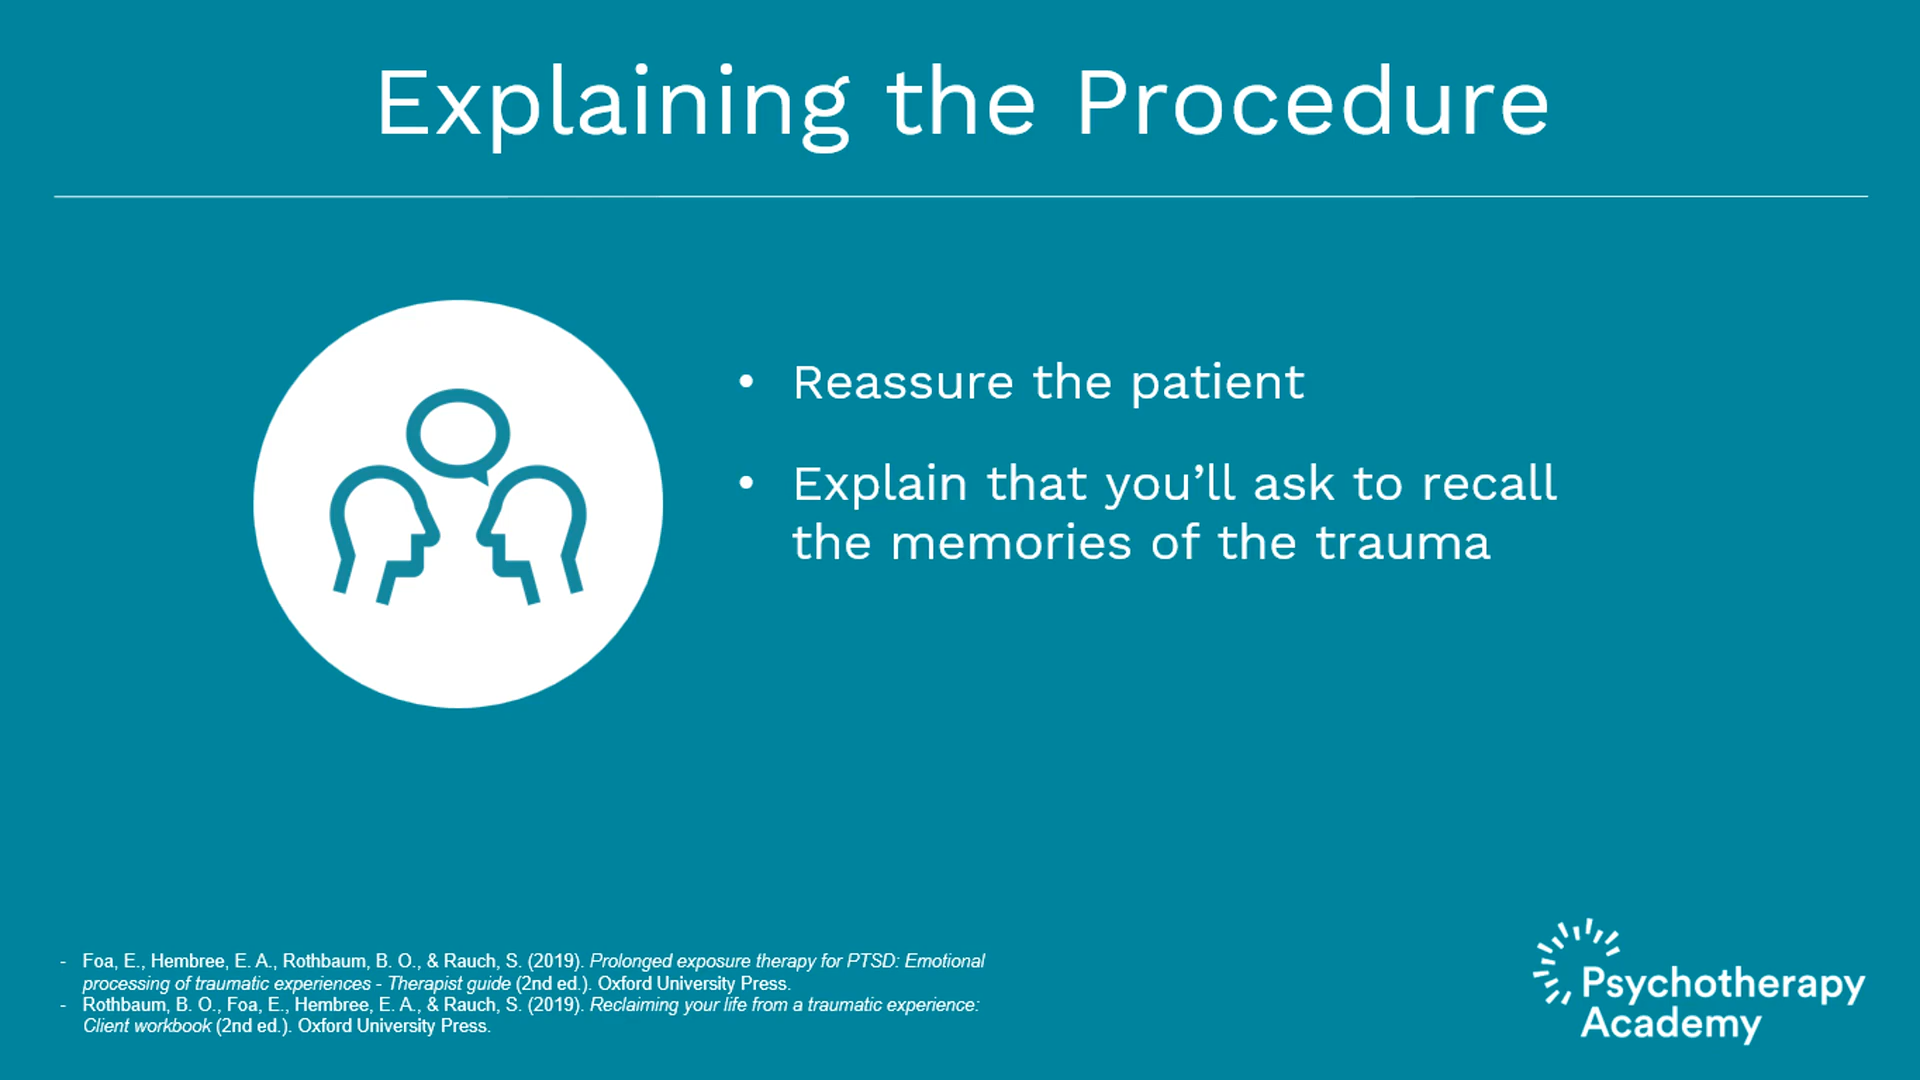 Explaining the Procedure
• Reassure the patient
• Explain that you’ll ask to recall
the memories of the trauma
- Foa, E., Hembree, E. A., Rothbaum, B. O., & Rauch, S. (2019). Prolonged exposure therapy for PTSD: Emotional
processing of traumatic experiences - Therapist guide (2nd ed.). Oxford University Press.
- Rothbaum, B. O., Foa, E., Hembree, E. A., & Rauch, S. (2019). Reclaiming your life from a traumatic experience:
Client workbook (2nd ed.). Oxford University Press.
Psychotherapy
Academy